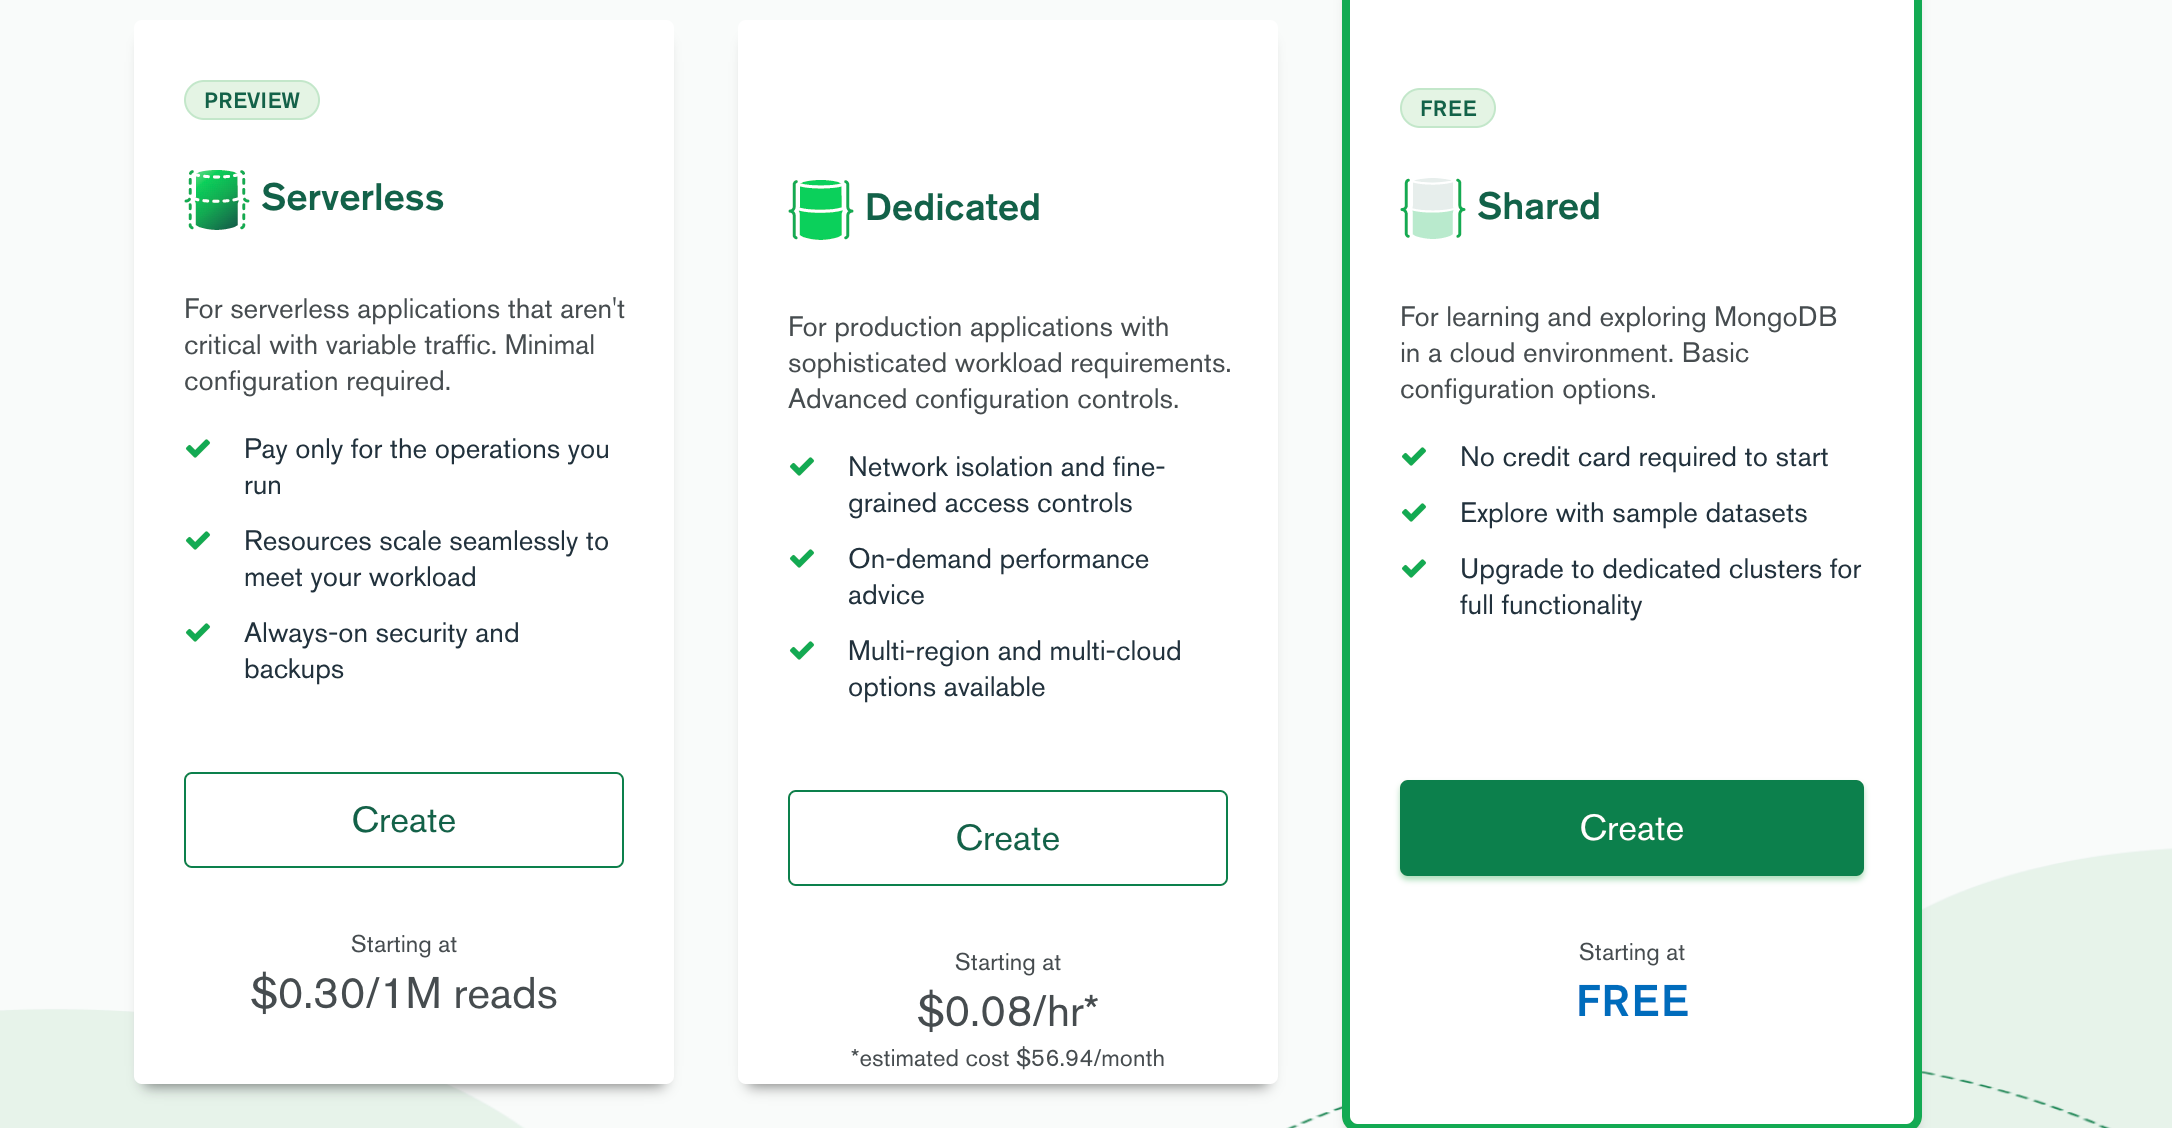 PREVIEW
Serverless
For serverless applications that aren't
critical with variable traffic. Minimal
configuration required.
Pay only for the operations you
run
Resources scale seamlessly to
meet your workload
Always-on security and
backups
Create
Starting at
$0.30/1M reads
Dedicated
For production applications with
sophisticated workload requirements.
Advanced configuration controls.
Network isolation and fine-
grained access controls
On-demand performance
advice
Multi-region and multi-cloud
options available
Create
Starting at
$0.08/hr*
*estimated cost $56.94/month
FREE
Shared
For learning and exploring MongoDB
in a cloud environment. Basic
configuration options.
No credit card required to start
Explore with sample datasets
Upgrade to dedicated clusters for
full functionality
Create
Starting at
FREE